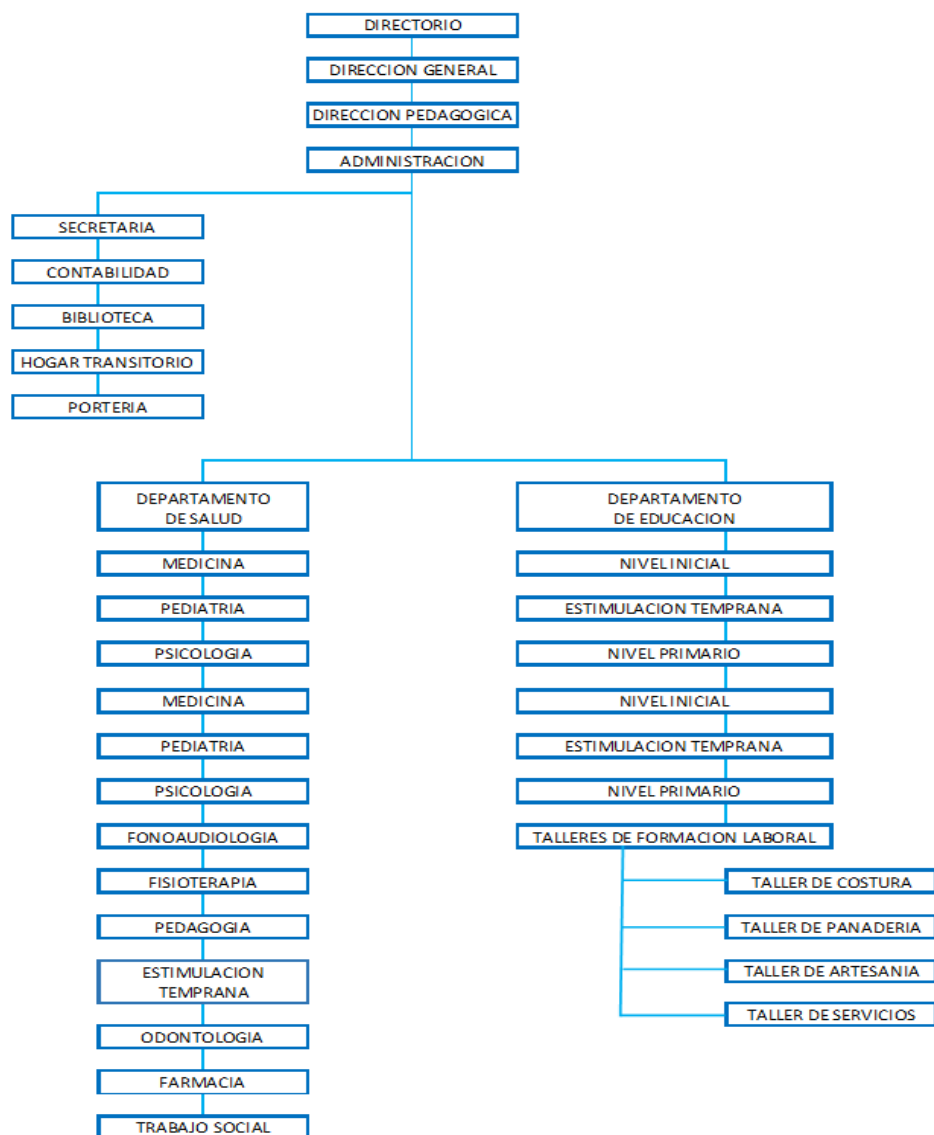 DIRECTORIO
DIRECCION GENERAL
DIRECCION PEDAGOGICA
ADMINISTRACION
SECRETARIA
CONTABILIDAD
BIBLIOTECA
HOGAR TRANSITORIO
PORTERIA
DEPARTAMENTO
DE SALUD
MEDICINA
PEDIATRIA
PSICOLOGIA
MEDICINA
PEDIATRIA
PSICOLOGIA
FONOAUDIOLOGIA
FISIOTERAPIA
PEDAGOGIA
ESTIMULACION
TEMPRANA
ODONTOLOGIA
FARMACIA
TRABAJO SOCIAL
DEPARTAMENTO
DE EDUCACION
NIVEL INICIAL
ESTIMULACION TEMPRANA
NIVEL PRIMARIO
NIVEL INICIAL
ESTIMULACION TEMPRANA
NIVEL PRIMARIO
TALLERES DE FORMACION LABORAL
TALLER DE COSTURA
TALLER DE PANADERIA
TALLER DE ARTESANIA
TALLER DE SERVICIOS